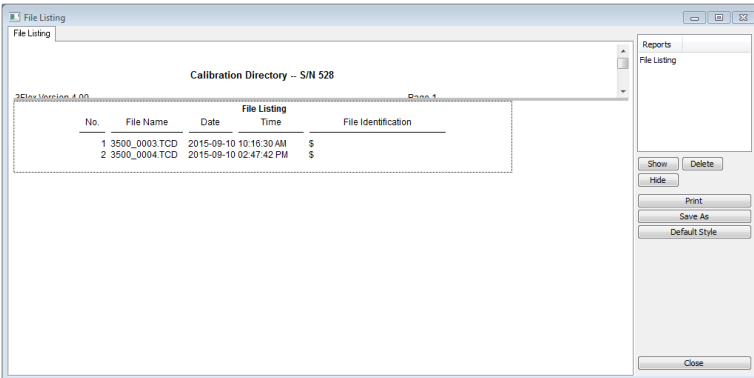 File Listing
File Listing
Calibration Directory -- S/N 528
3Flex Version 4.00 Page 1
File Listing
No. File Name Date Time File Identification
1 3500_0003.TCD 2015-09-10 10:16:30 AM $
2 3500_0004.TCD 2015-09-10 02:47:42 PM $
Reports
File Listing
Show Delete
Hide
Print
Save As
Default Style
Close